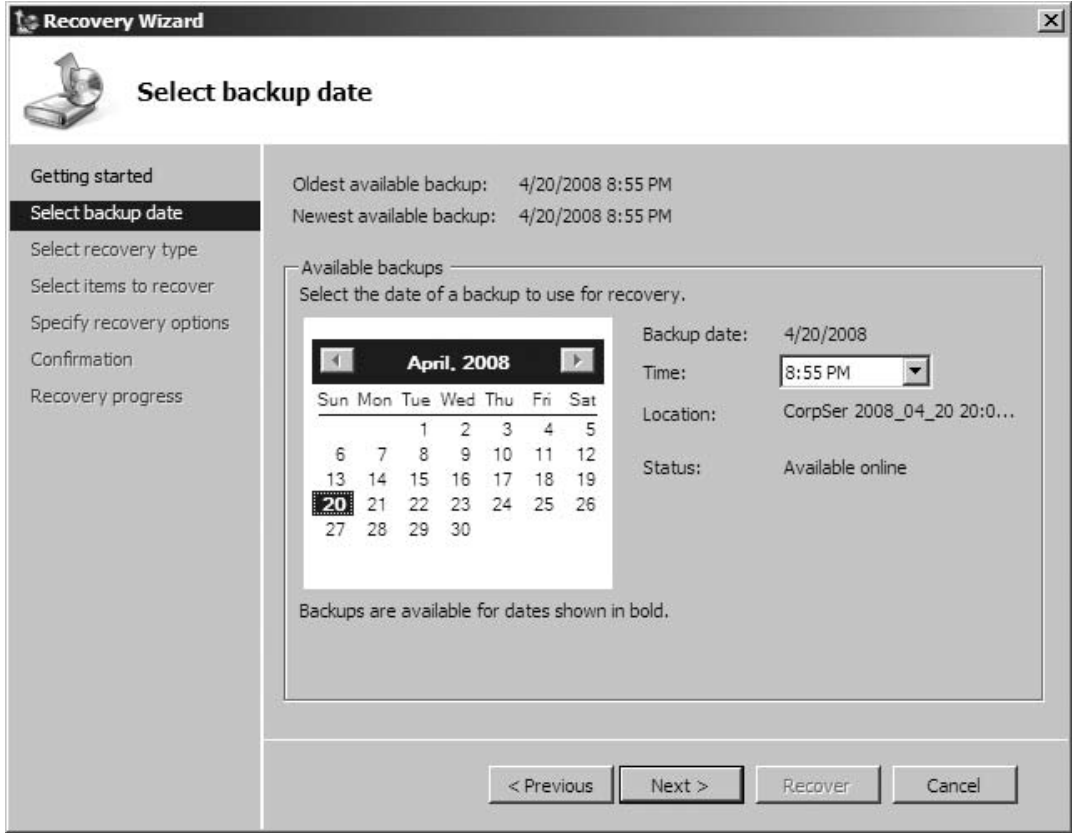 Recovery Wizard
Select backup date
Getting started
Select backup date
Select recovery type
Select items to recover
Specify recovery options
Confirmation
Recovery progress
Oldest available backup: 4/20/2008 8:55 PM
Newest available backup: 4/20/2008 8:55 PM
Available backups
Select the date of a backup to use for recovery.
April, 2008
Sun Mon Tue Wed Thu Fri Sat
1 2 3 4 5
6 7 8 9 10 11 12
13 14 15 16 17 18 19
20 21 22 23 24 25 26
27 28 29 30
Backup date: 4/20/2008
Time: 8:55 PM
Location: CorpSer 2008_04_20 20:0...
Status: Available online
Backups are available for dates shown in bold.
< Previous Next > Recover Cancel